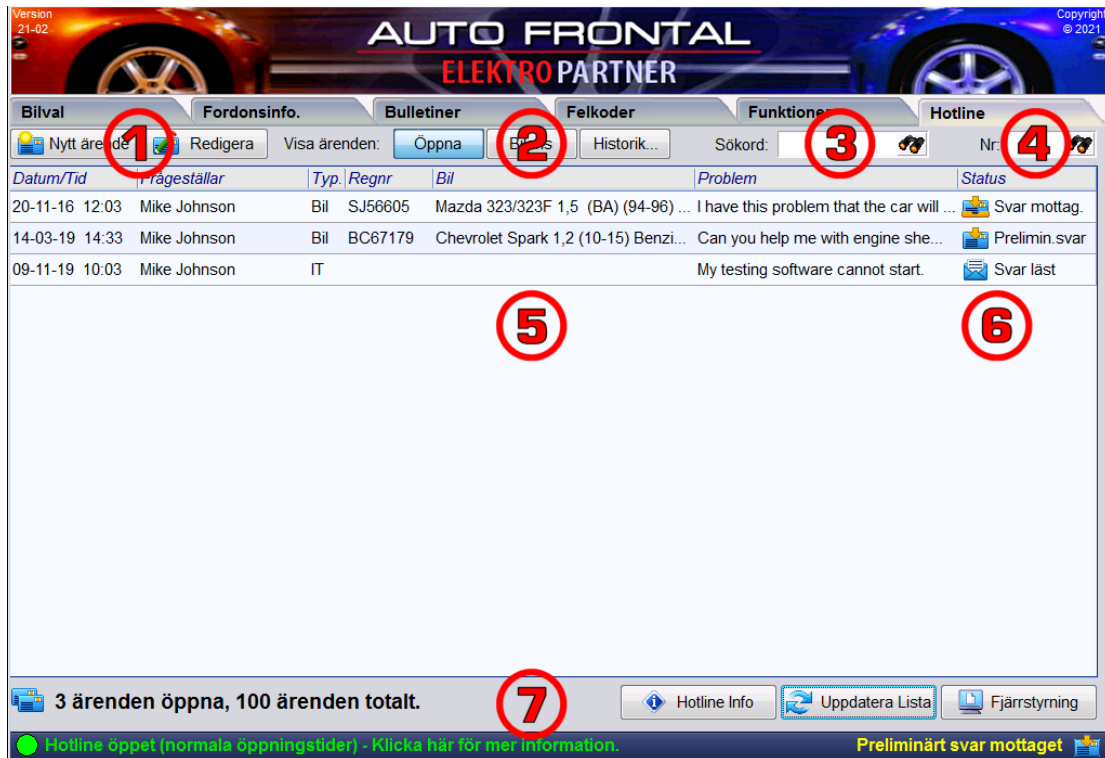 Version
21-02
AUTO FRONTAL
ELEKTRO PARTNER
Copyright
© 2021
Bilval Fordonsinfo. Bulletiner Felkoder Funktioner Hotline
Nytt ärende 1 Redigera Visa ärenden: Öppna 2 Historik... Sökord: 3 Nr: 4
Datum/Tid Frågeställar Typ. Regnr Bil Problem Status
20-11-16 12:03 Mike Johnson Bil SJ56605 Mazda 323/323F 1,5 (BA) (94-96) ... I have this problem that the car will ... Svar mottag.
14-03-19 14:33 Mike Johnson Bil BC67179 Chevrolet Spark 1,2 (10-15) Benzi... Can you help me with engine she... Prelimin.svar
09-11-19 10:03 Mike Johnson IT My testing software cannot start. Svar läst
5 6
3 ärenden öppna, 100 ärenden totalt. 7 Hotline Info Uppdatera Lista Fjärrstyrning
Hotline öppet (normala öppningstider) - Klicka här för mer information. Preliminärt svar mottaget